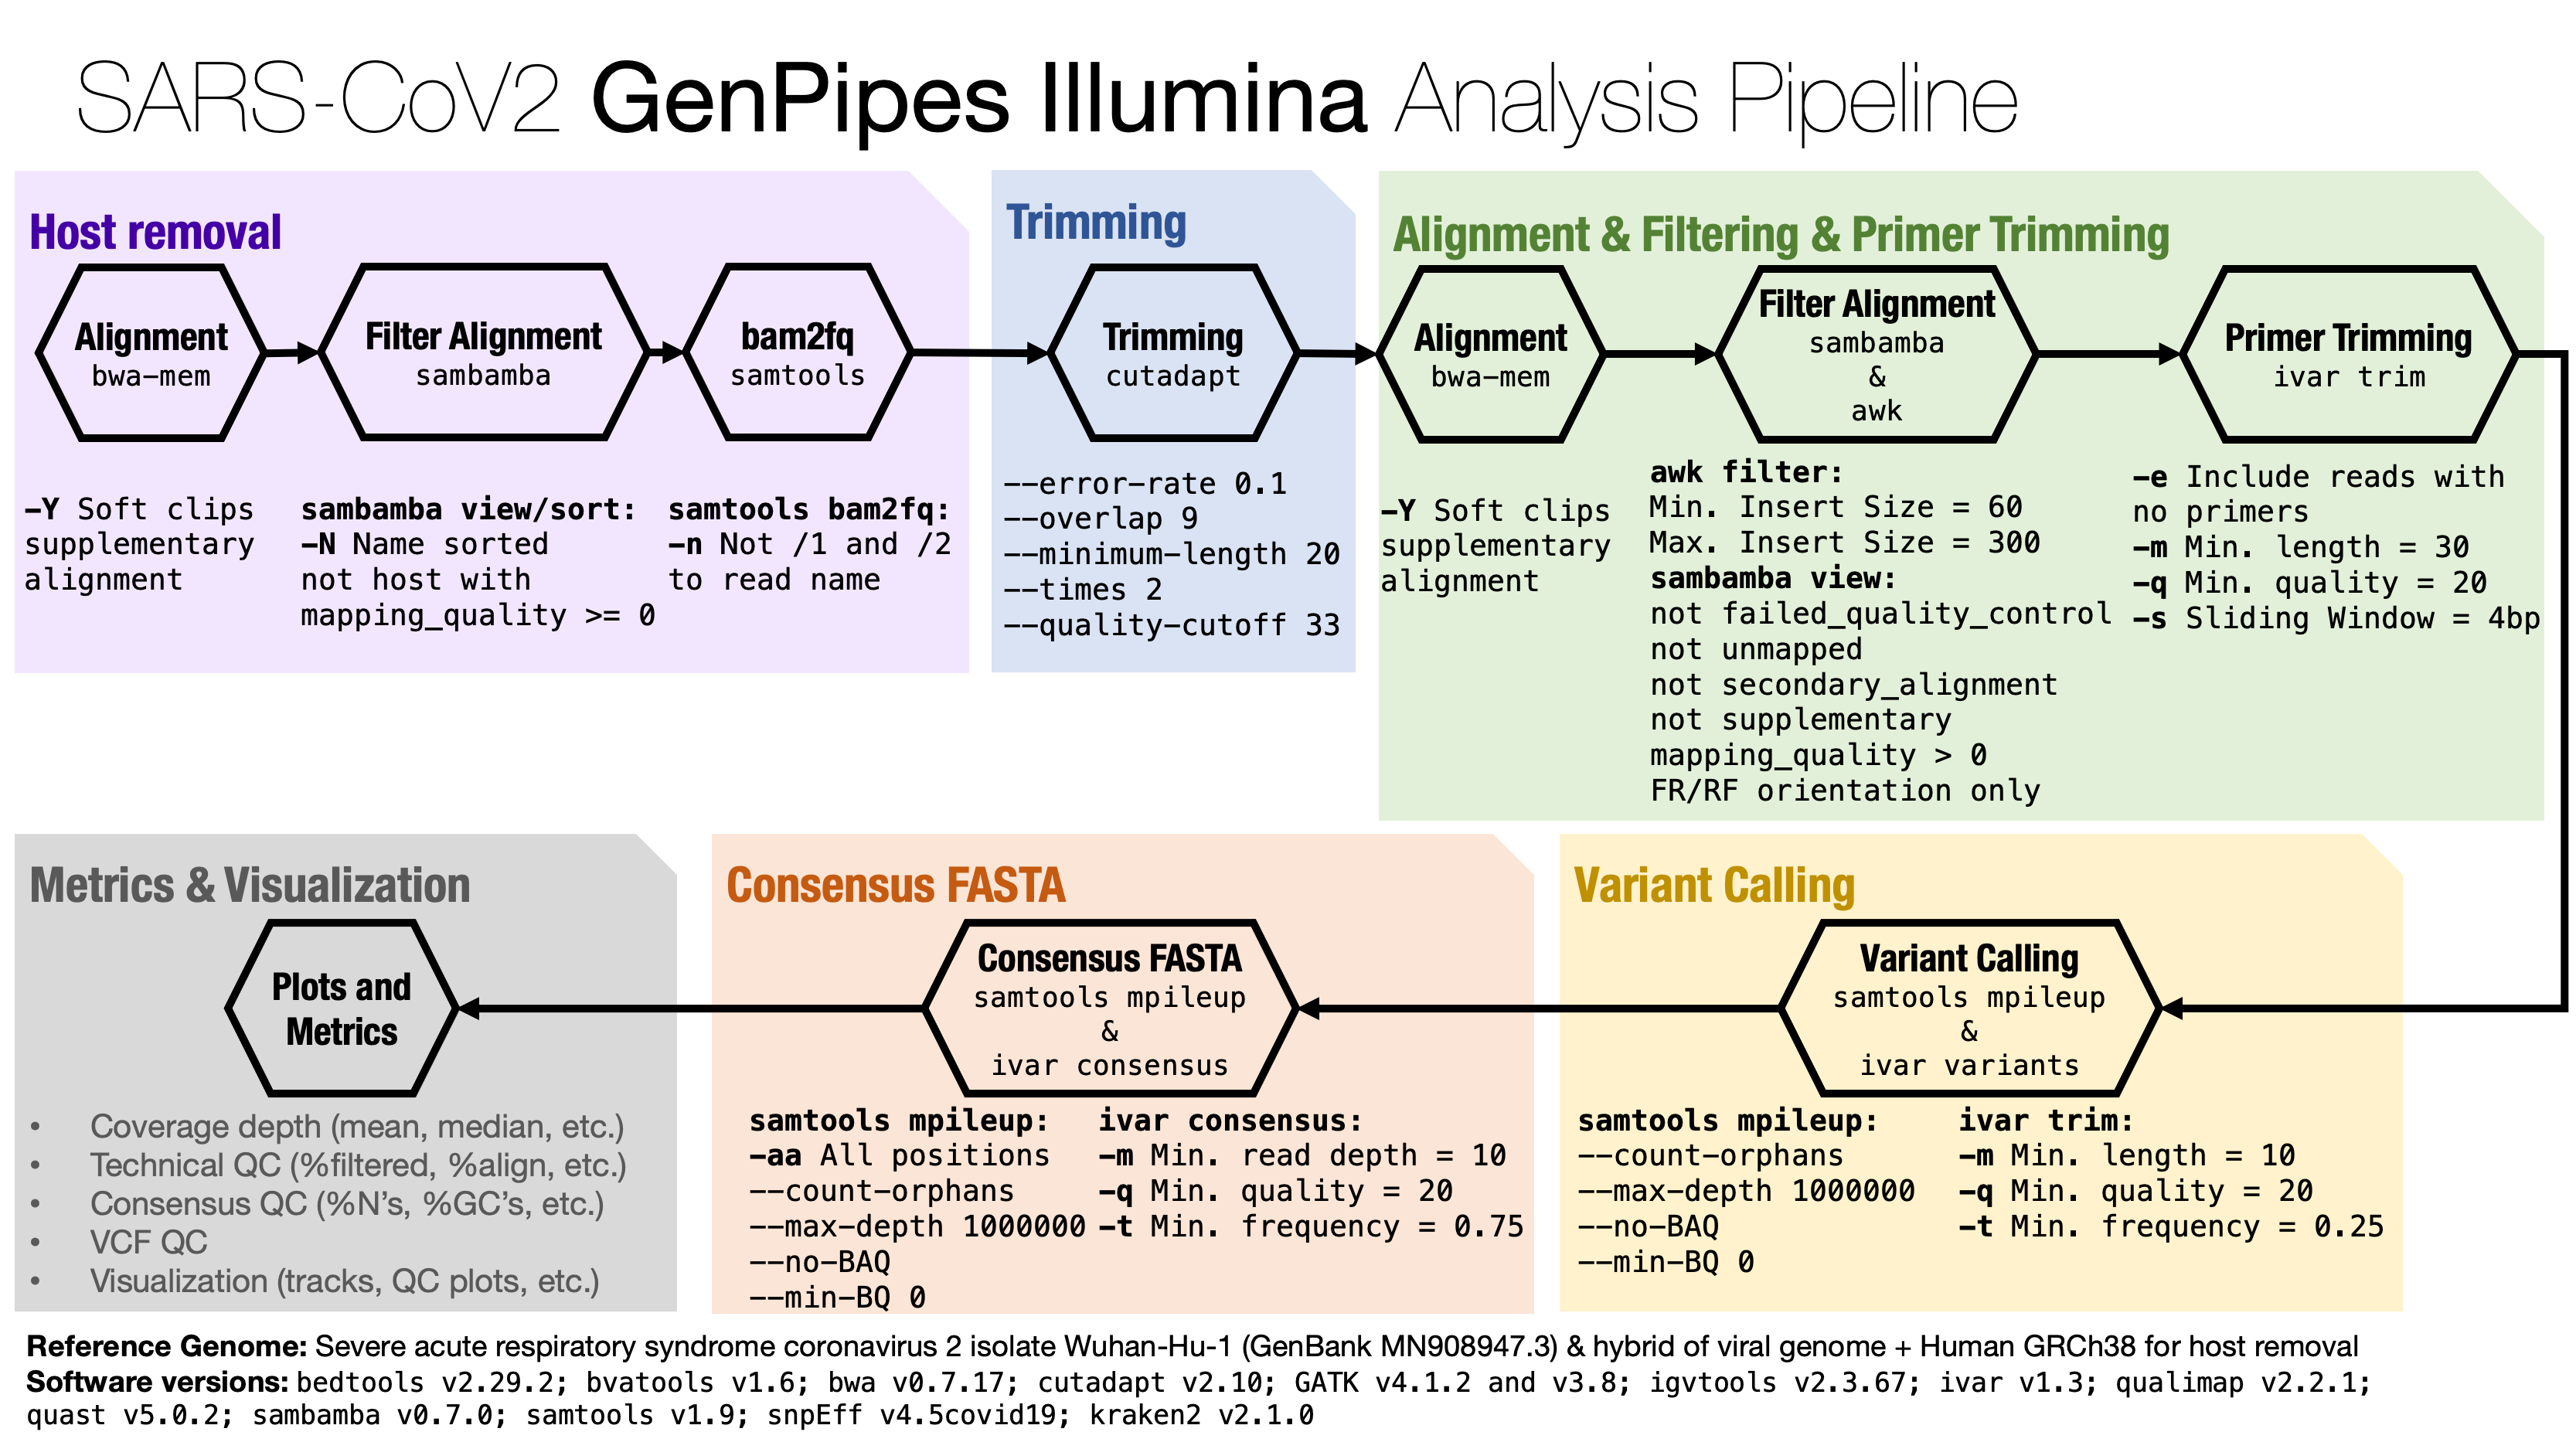 SARS-CoV2 GenPipes Illumina Analysis Pipeline
Host removal
Alignment
bwa-mem
Filter Alignment
sambamba
bam2fq
samtools
-Y Soft clips
supplementary
alignment
sambamba view/sort:
-N Name sorted
not host with
mapping_quality >= 0
samtools bam2fq:
-n Not /1 and /2
to read name
Trimming
Trimming
cutadapt
--error-rate 0.1
--overlap 9
--minimum-length 20
--times 2
--quality-cutoff 33
Alignment & Filtering & Primer Trimming
Alignment
bwa-mem
Filter Alignment
sambamba
&
awk
Primer Trimming
ivar trim
-Y Soft clips
supplementary
alignment
awk filter:
Min. Insert Size = 60
Max. Insert Size = 300
sambamba view:
not failed_quality_control
not unmapped
not secondary_alignment
not supplementary
mapping_quality > 0
FR/RF orientation only
-e Include reads with
no primers
-m Min. length = 30
-q Min. quality = 20
-s Sliding Window = 4bp
Metrics & Visualization
Plots and
Metrics
• Coverage depth (mean, median, etc.)
• Technical QC (%filtered, %align, etc.)
• Consensus QC (%N’s, %GC’s, etc.)
• VCF QC
• Visualization (tracks, QC plots, etc.)
Consensus FASTA
Consensus FASTA
samtools mpileup
&
ivar consensus
samtools mpileup:
-aa All positions
--count-orphans
--max-depth 1000000
--no-BAQ
--min-BQ 0
ivar consensus:
-m Min. read depth = 10
-q Min. quality = 20
-t Min. frequency = 0.75
Variant Calling
Variant Calling
samtools mpileup
&
ivar variants
samtools mpileup:
--count-orphans
--max-depth 1000000
--no-BAQ
--min-BQ 0
ivar trim:
-m Min. length = 10
-q Min. quality = 20
-t Min. frequency = 0.25
Reference Genome: Severe acute respiratory syndrome coronavirus 2 isolate Wuhan-Hu-1 (GenBank MN908947.3) & hybrid of viral genome + Human GRCh38 for host removal
Software versions: bedtools v2.29.2; bvatools v1.6; bwa v0.7.17; cutadapt v2.10; GATK v4.1.2 and v3.8; igvtools v2.3.67; ivar v1.3; qualimap v2.2.1;
quast v5.0.2; sambamba v0.7.0; samtools v1.9; snpEff v4.5covid19; kraken2 v2.1.0